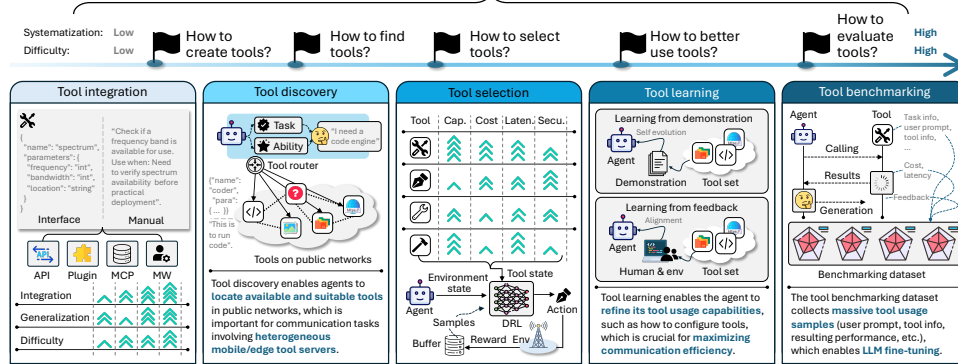 Systematization: Low
Difficulty: Low
How to
create tools?
How to find
tools?
How to select
tools?
How to better
use tools?
How to
evaluate
tools?
High
High
Tool integration
{
"name": "spectrum",
"parameters": {
"frequency": "int",
"bandwidth": "int",
"location": "string"
}
}
Interface
"Check if a
frequency band is
available for use.
Use when: Need
to verify spectrum
availability before
practical
deployment".
Manual
API
API Plugin MCP MW
Integration
Generalization
Difficulty
Tool discovery
Task
Ability
"I need a
code engine"
Tool router
{"name":
"coder",
"para":
{ ... }}
"This is
to run
code".
Tools on public networks
Tool discovery enables agents to
locate available and suitable tools
in public networks, which is
important for communication tasks
involving heterogeneous
mobile/edge tool servers.
Tool selection
Tool Cap. Cost Laten. Secu.
Environment
state
Tool state
Agent
Samples
DRL
Action
Buffer
Reward Env
Tool learning
Learning from demonstration
Self evolution
Agent
Demonstration
Tool set
Learning from feedback
Alignment
Agent
Human & env
Tool set
Tool learning enables the agent to
refine its tool usage capabilities,
such as how to configure tools,
which is crucial for maximizing
communication efficiency.
Tool benchmarking
Agent
Tool
Task info,
user prompt,
tool info,
...
Calling
Results
Cost,
latency
Feedback
Generation
Benchmarking dataset
The tool benchmarking dataset
collects massive tool usage
samples (user prompt, tool info,
resulting performance, etc.),
which enables LLM fine-tuning.